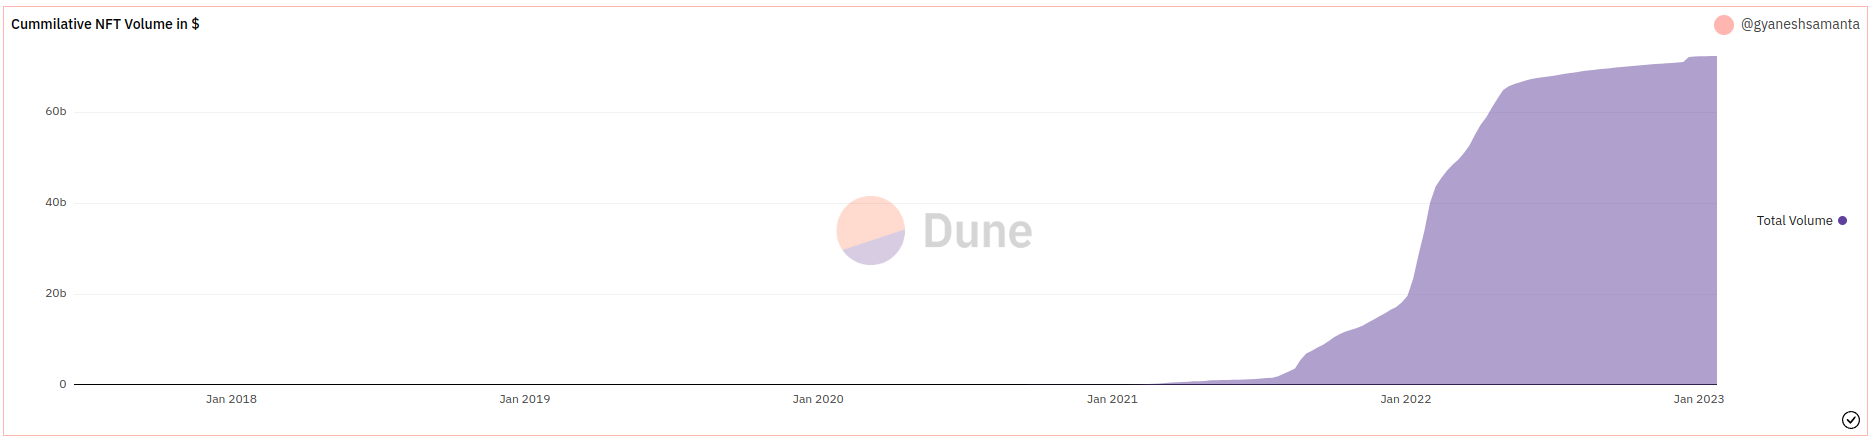 Cummilative NFT Volume in $
@gyaneshsamanta
60b
40b
20b
0
Dune
Total Volume
Jan 2018
Jan 2019
Jan 2020
Jan 2021
Jan 2022
Jan 2023